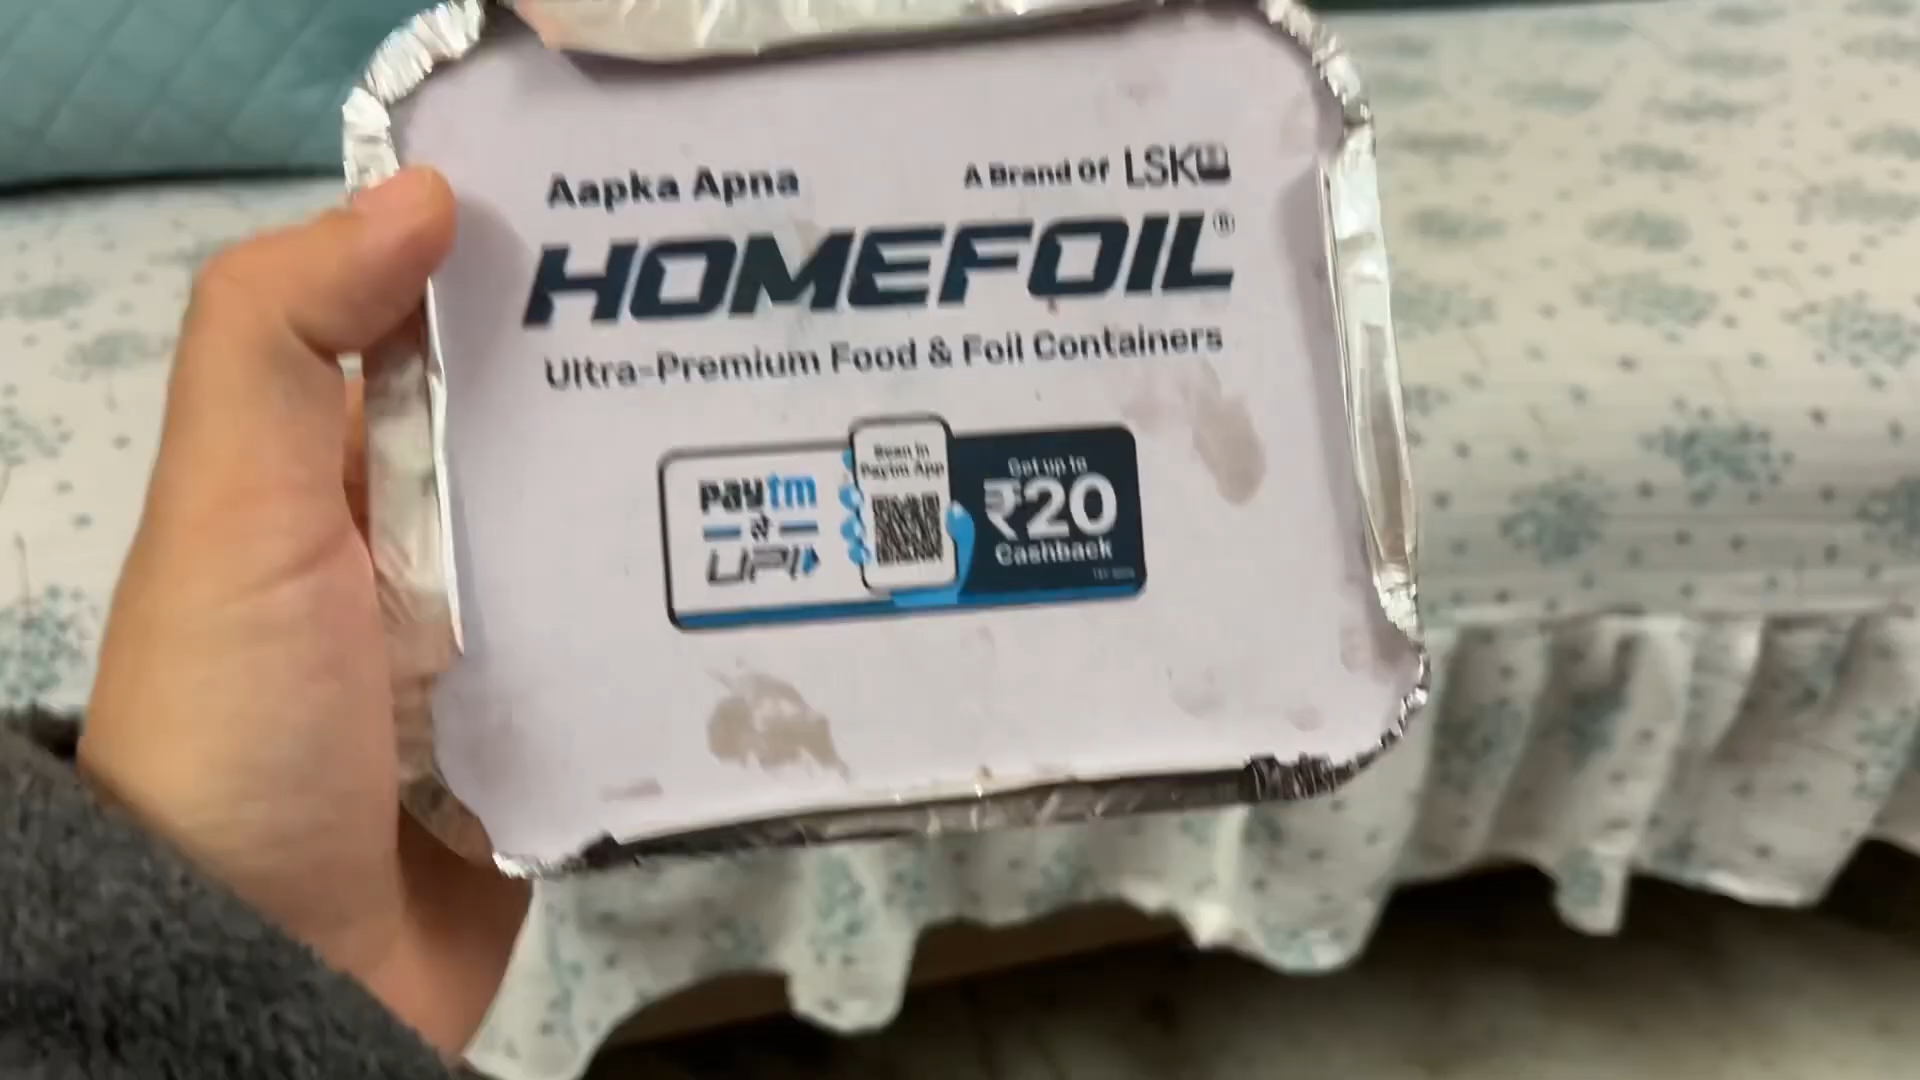 Aapka Apna
A Brand of LSK
HOMEFOIL®
Ultra-Premium Food & Foil Containers
paytm
से
UPI
Scan in
Paytm App
Get up to
₹20
Cashback